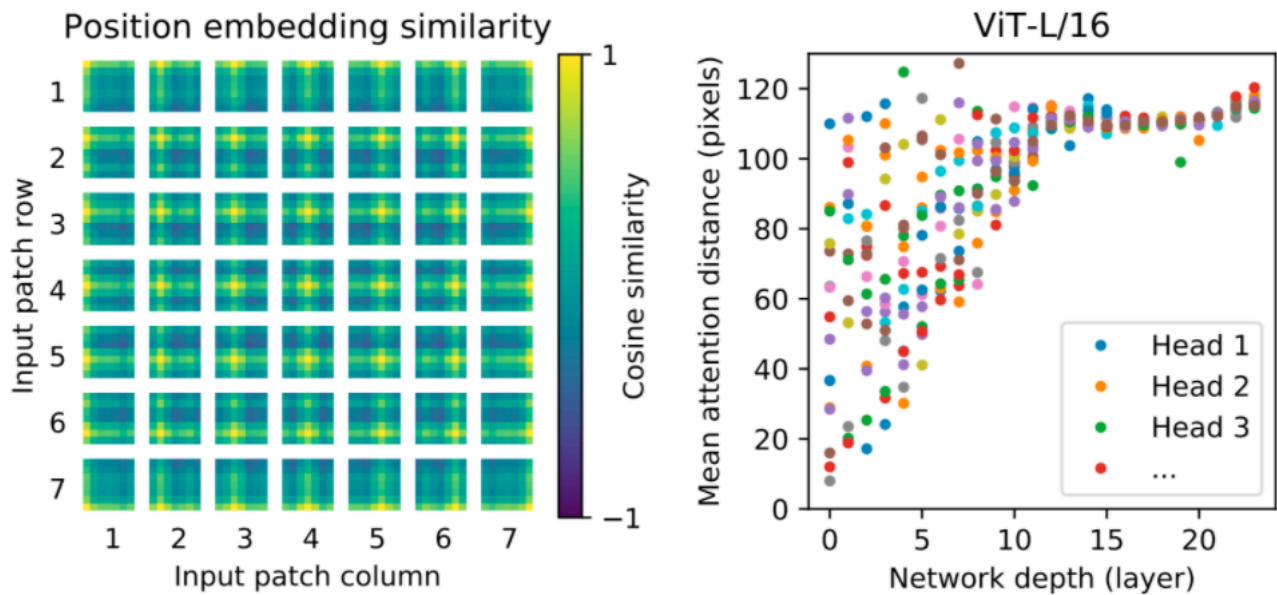 Position embedding similarity
1
2
3
4
5
6
7
Input patch row
1 2 3 4 5 6 7
Input patch column
1
−1
Cosine similarity
ViT-L/16
120
100
80
60
40
20
0
Mean attention distance (pixels)
Head 1
Head 2
Head 3
...
0 5 10 15 20
Network depth (layer)